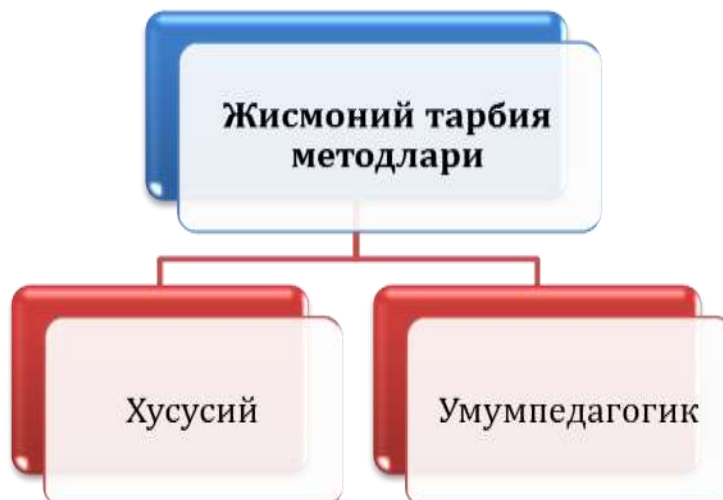 Жисмоний тарбия
методлари
Хусусий
Умумпедагогик